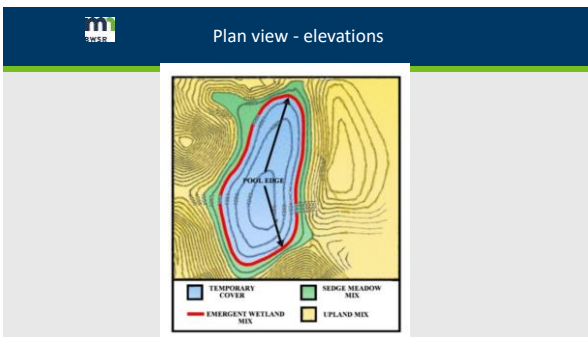 BWSR
Plan view - elevations
POOL EDGE
TEMPORARY
COVER
SEDGE MEADOW
MIX
EMERGENT WETLAND
MIX
UPLAND MIX